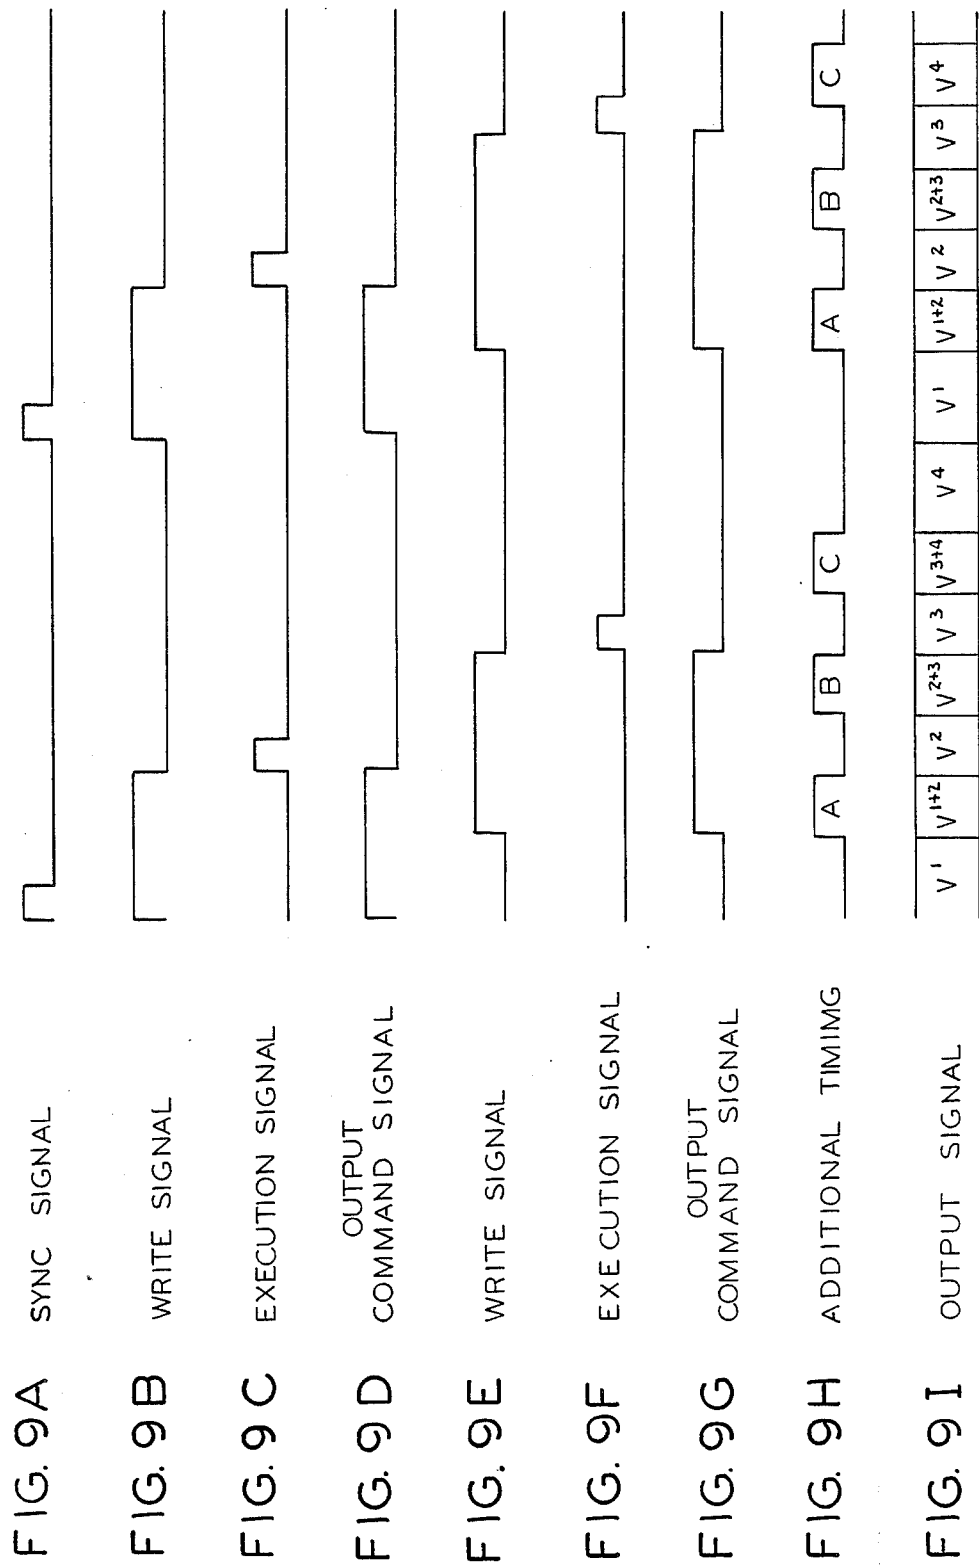 FIG. 9A SYNC SIGNAL
FIG. 9B WRITE SIGNAL
FIG. 9C EXECUTION SIGNAL
FIG. 9D OUTPUT
COMMAND SIGNAL
FIG. 9E WRITE SIGNAL
FIG. 9F EXECUTION SIGNAL
FIG. 9G OUTPUT
COMMAND SIGNAL
FIG. 9H ADDITIONAL TIMIMG A B C A B C
FIG. 9I OUTPUT SIGNAL V¹ V¹⁺² V² V²⁺³ V³ V³⁺⁴ V⁴ V¹ V¹⁺² V² V²⁺³ V³ V⁴